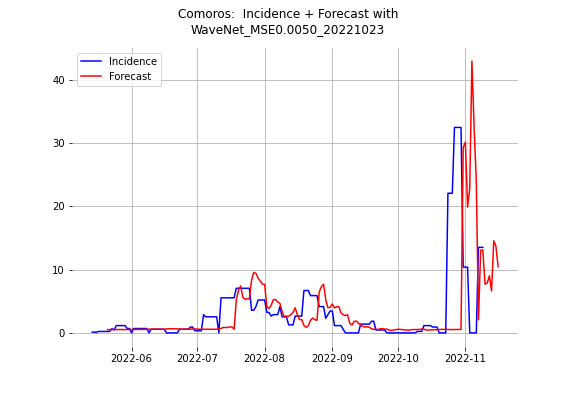 Comoros:  Incidence + Forecast with
WaveNet_MSE0.0050_20221023
Incidence
Forecast
40
30
20
10
0
2022-06
2022-07
2022-08
2022-09
2022-10
2022-11